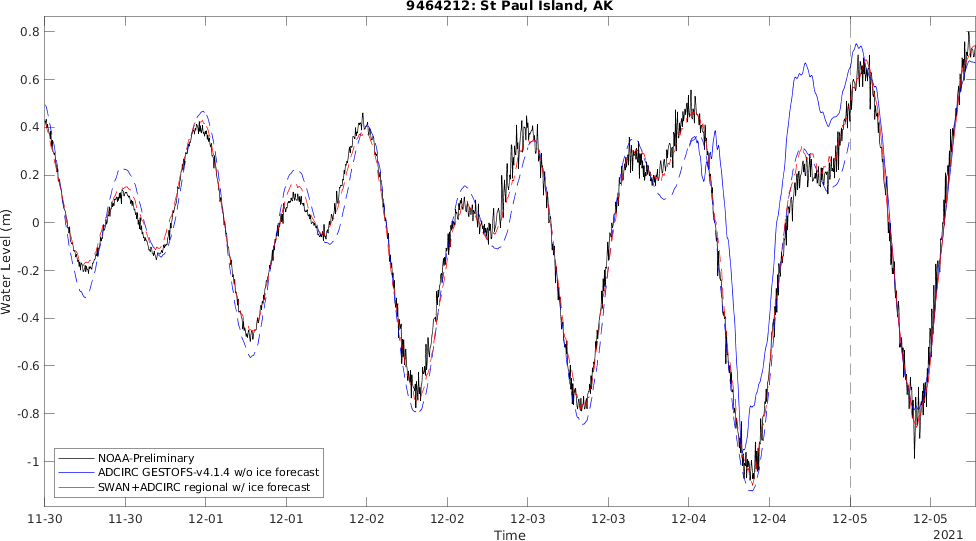 9464212: St Paul Island, AK
0.8
0.6
0.4
0.2
0
-0.2
-0.4
-0.6
-0.8
-1
Water Level (m)
NOAA-Preliminary
ADCIRC GESTOFS-v4.1.4 w/o ice forecast
SWAN+ADCIRC regional w/ ice forecast
11-30 11-30 12-01 12-01 12-02 12-02 12-03 12-03 12-04 12-04 12-05 12-05
Time
2021